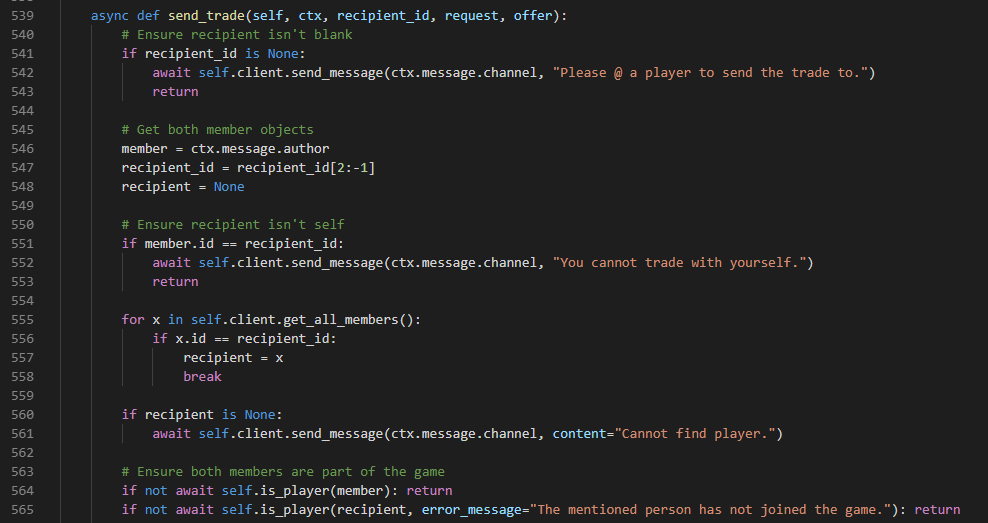 539 async def send_trade(self, ctx, recipient_id, request, offer):
540 # Ensure recipient isn't blank
541 if recipient_id is None:
542 await self.client.send_message(ctx.message.channel, "Please @ a player to send the trade to.")
543 return
544
545 # Get both member objects
546 member = ctx.message.author
547 recipient_id = recipient_id[2:-1]
548 recipient = None
549
550 # Ensure recipient isn't self
551 if member.id == recipient_id:
552 await self.client.send_message(ctx.message.channel, "You cannot trade with yourself.")
553 return
554
555 for x in self.client.get_all_members():
556 if x.id == recipient_id:
557 recipient = x
558 break
559
560 if recipient is None:
561 await self.client.send_message(ctx.message.channel, content="Cannot find player.")
562
563 # Ensure both members are part of the game
564 if not await self.is_player(member): return
565 if not await self.is_player(recipient, error_message="The mentioned person has not joined the game."): return